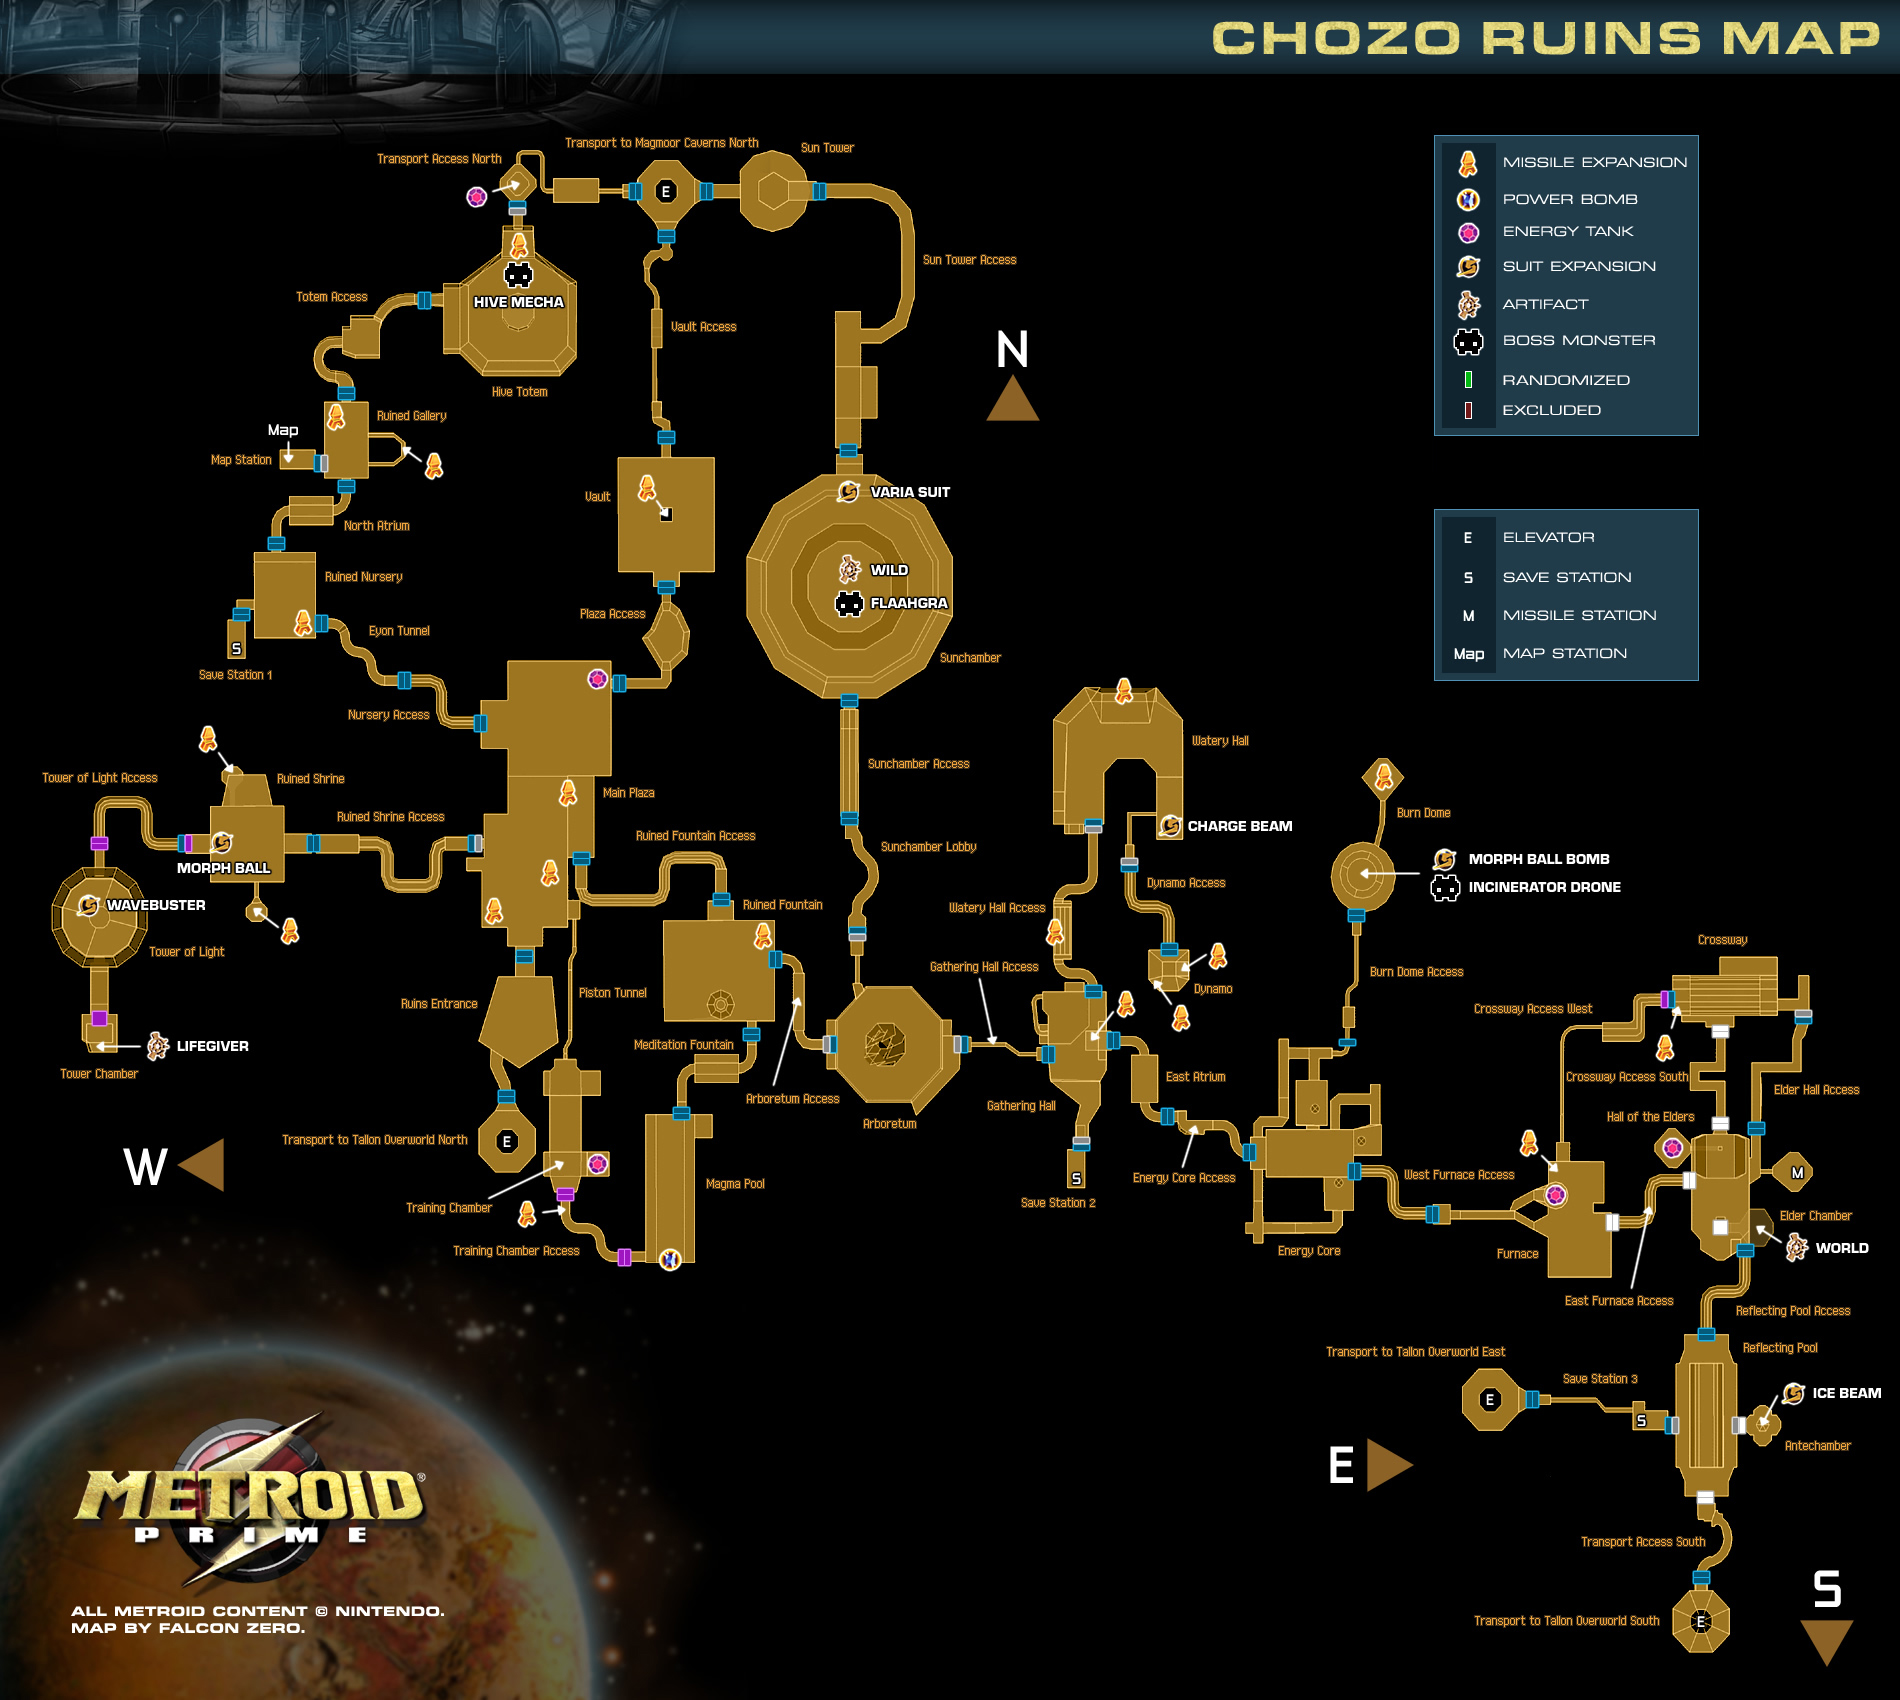 CHOZO RUINS MAP
Transport to Magmoor Caverns North
Sun Tower
Transport Access North
E
MISSILE EXPANSION
POWER BOMB
ENERGY TANK
SUIT EXPANSION
ARTIFACT
BOSS MONSTER
RANDOMIZED
EXCLUDED
Sun Tower Access
Totem Access
HIVE MECHA
Vault Access
N
Hive Totem
Ruined Gallery
Map
Map Station
VARIA SUIT
Vault
North Atrium
E ELEVATOR
S SAVE STATION
M MISSILE STATION
Map MAP STATION
WILD
Ruined Nursery
FLAAHGRA
Plaza Access
Eyon Tunnel
S
Save Station 1
Sunchamber
Nursery Access
Watery Hall
Sunchamber Access
Tower of Light Access
Ruined Shrine
Main Plaza
Ruined Shrine Access
Burn Dome
CHARGE BEAM
Ruined Fountain Access
Sunchamber Lobby
MORPH BALL BOMB
MORPH BALL
Dynamo Access
INCINERATOR DRONE
WAVEBUSTER
Ruined Fountain
Watery Hall Access
Crossway
Tower of Light
Gathering Hall Access
Burn Dome Access
Dynamo
Piston Tunnel
Ruins Entrance
Crossway Access West
Meditation Fountain
LIFEGIVER
Tower Chamber
East Atrium
Crossway Access South
Elder Hall Access
Arboretum Access
Gathering Hall
Hall of the Elders
Arboretum
Transport to Tallon Overworld North
E
W
Energy Core Access
West Furnace Access
M
S
Magma Pool
Save Station 2
Training Chamber
Elder Chamber
WORLD
Training Chamber Access
Energy Core
Furnace
East Furnace Access
Reflecting Pool Access
Transport to Tallon Overworld East
Reflecting Pool
Save Station 3
E
S
ICE BEAM
Antechamber
E
METROID®
PRIME
Transport Access South
S
ALL METROID CONTENT © NINTENDO.
MAP BY FALCON ZERO.
Transport to Tallon Overworld South
E